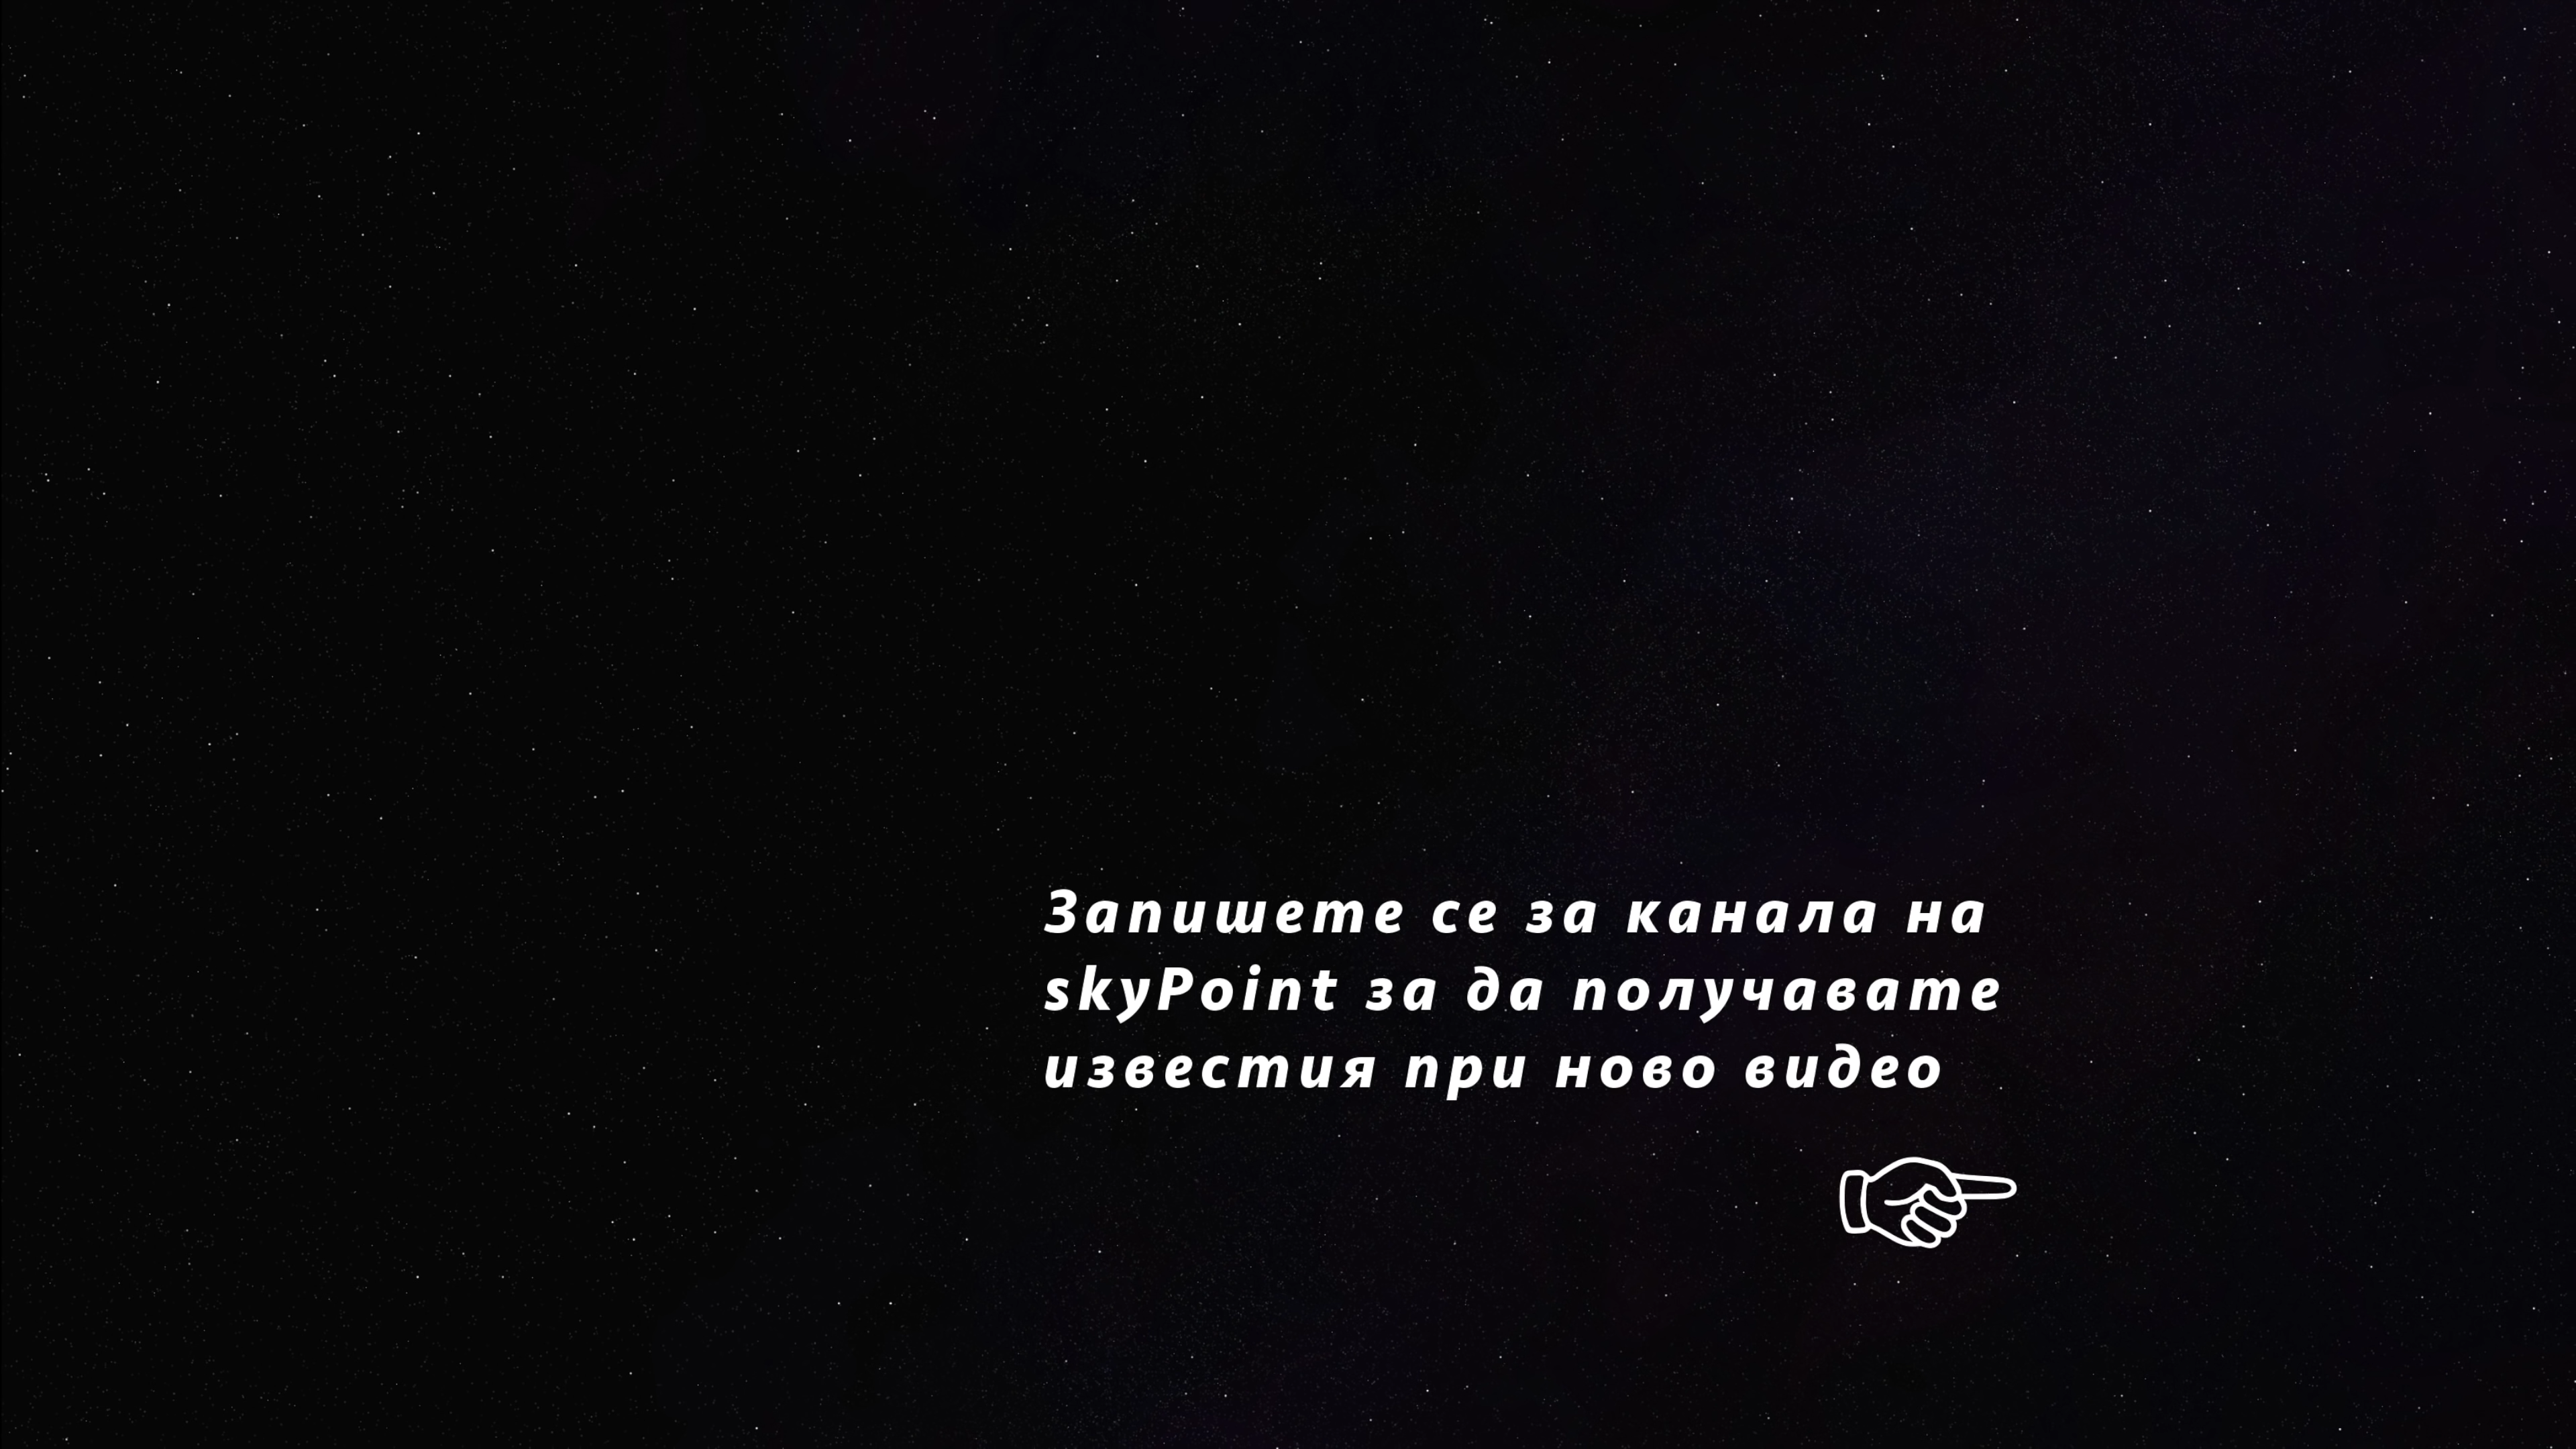 Запишете се за канала на
skyPoint за да получавате
известия при ново видео